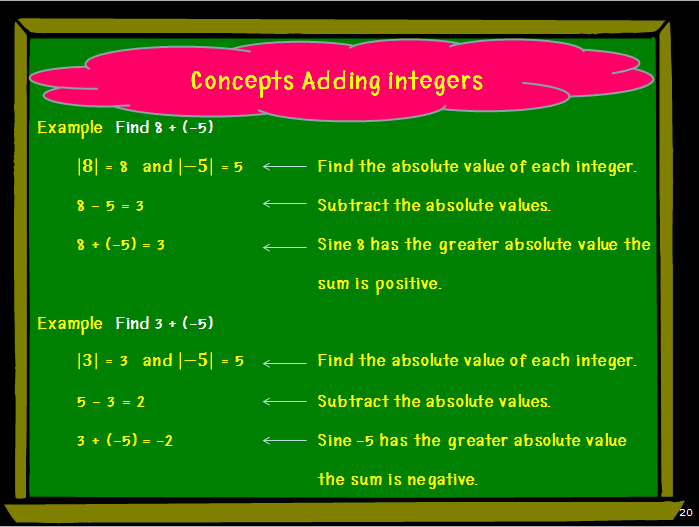 Concepts Adding integers
Example Find 8 + (-5)
|8| = 8 and |−5| = 5 ← Find the absolute value of each integer.
8 - 5 = 3 ← Subtract the absolute values.
8 + (-5) = 3 ← Sine 8 has the greater absolute value the
sum is positive.
Example Find 3 + (-5)
|3| = 3 and |−5| = 5 ← Find the absolute value of each integer.
5 - 3 = 2 ← Subtract the absolute values.
3 + (-5) = -2 ← Sine -5 has the greater absolute value
the sum is negative.
20